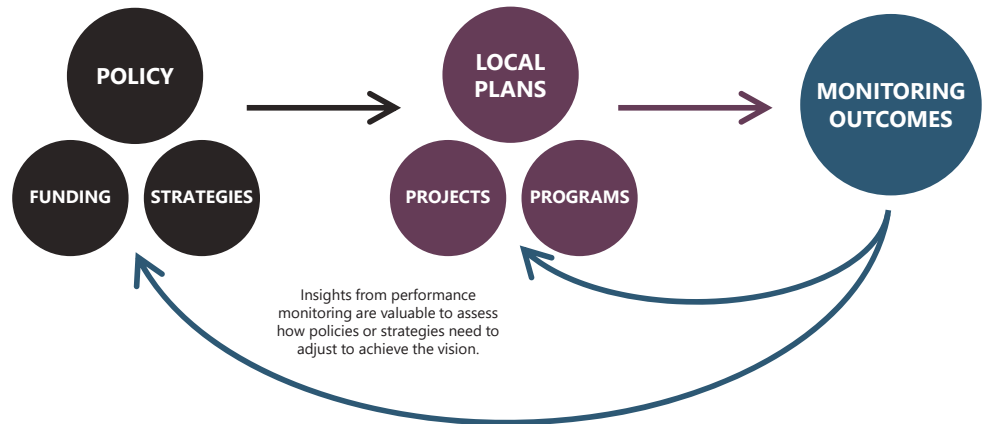 POLICY
FUNDING
STRATEGIES
LOCAL
PLANS
PROJECTS
PROGRAMS
MONITORING
OUTCOMES
Insights from performance
monitoring are valuable to assess
how policies or strategies need to
adjust to achieve the vision.